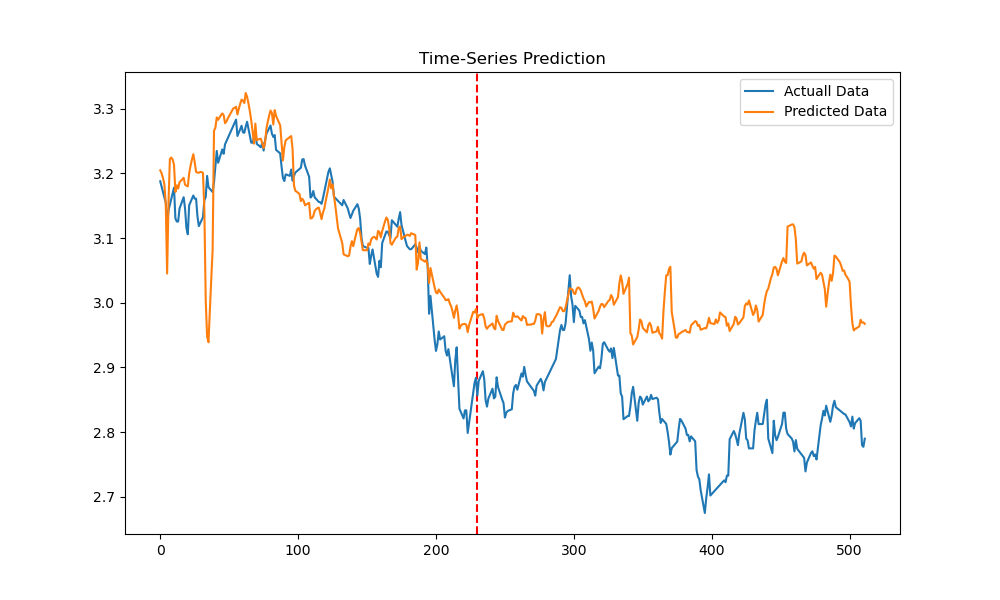 Time-Series Prediction
Actuall Data
Predicted Data
3.3
3.2
3.1
3.0
2.9
2.8
2.7
0 100 200 300 400 500